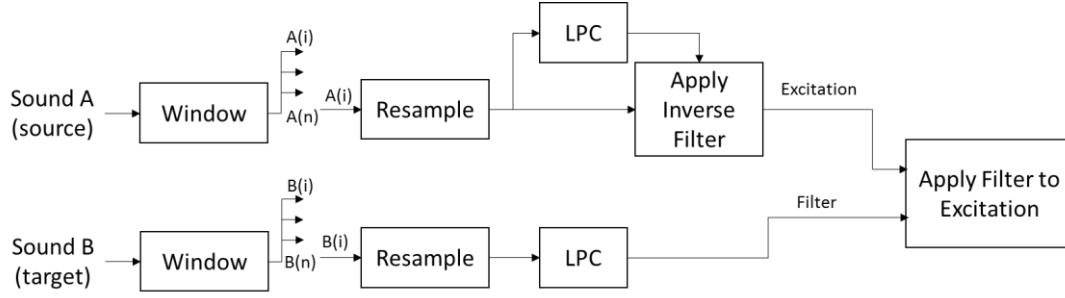 LPC
A(i)
Sound A
(source)
Window
A(n)
A(i)
Resample
Apply
Inverse
Filter
Excitation
Apply Filter to
Excitation
B(i)
Sound B
(target)
Window
B(n)
B(i)
Resample
LPC
Filter